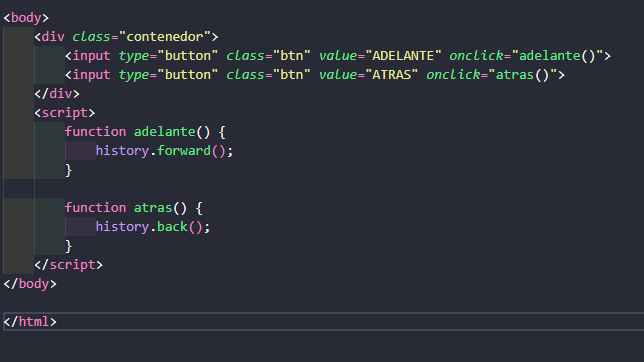 <body>
<div class="contenedor">
<input type="button" class="btn" value="ADELANTE" onclick="adelante()">
<input type="button" class="btn" value="ATRAS" onclick="atras()">
</div>
<script>
function adelante() {
history.forward();
}
function atras() {
history.back();
}
</script>
</body>
</html>